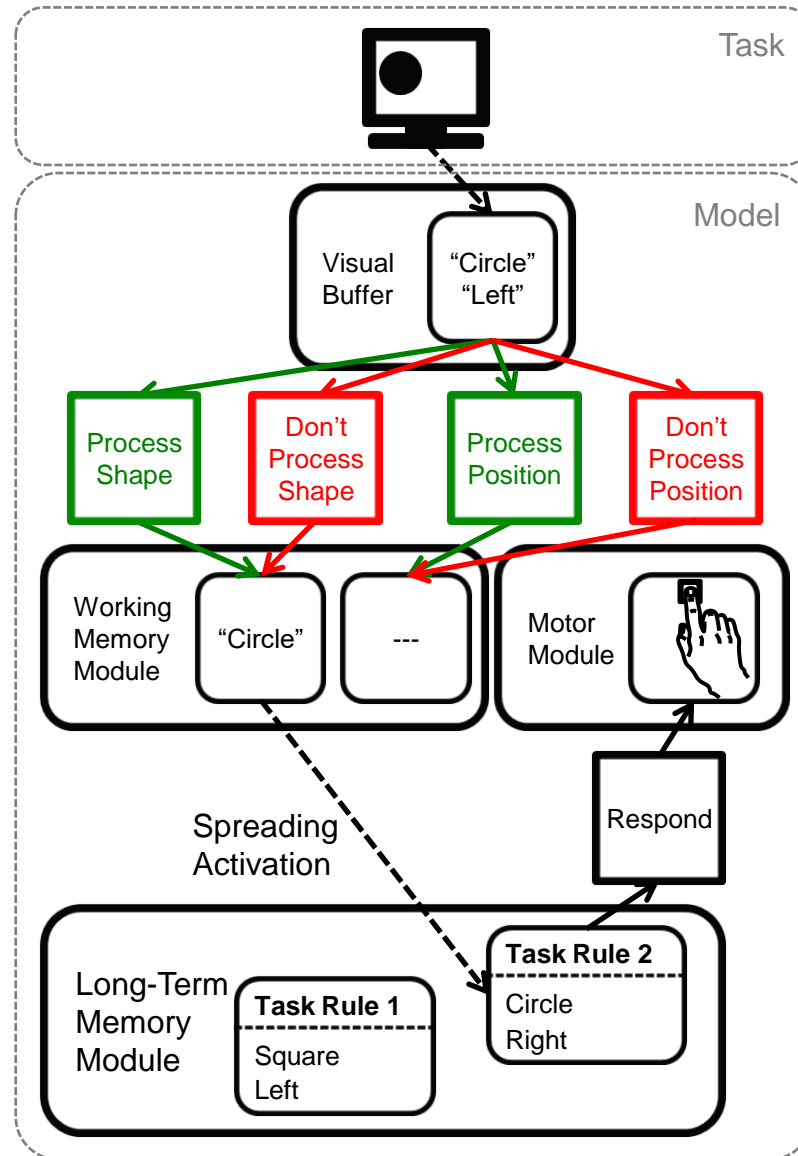 Task
Model
Visual
Buffer
“Circle”
“Left”
Process
Shape
Don't
Process
Shape
Process
Position
Don't
Process
Position
Working
Memory
Module
“Circle”
---
Motor
Module
Spreading
Activation
Respond
Long-Term
Memory
Module
Task Rule 1
Square
Left
Task Rule 2
Circle
Right